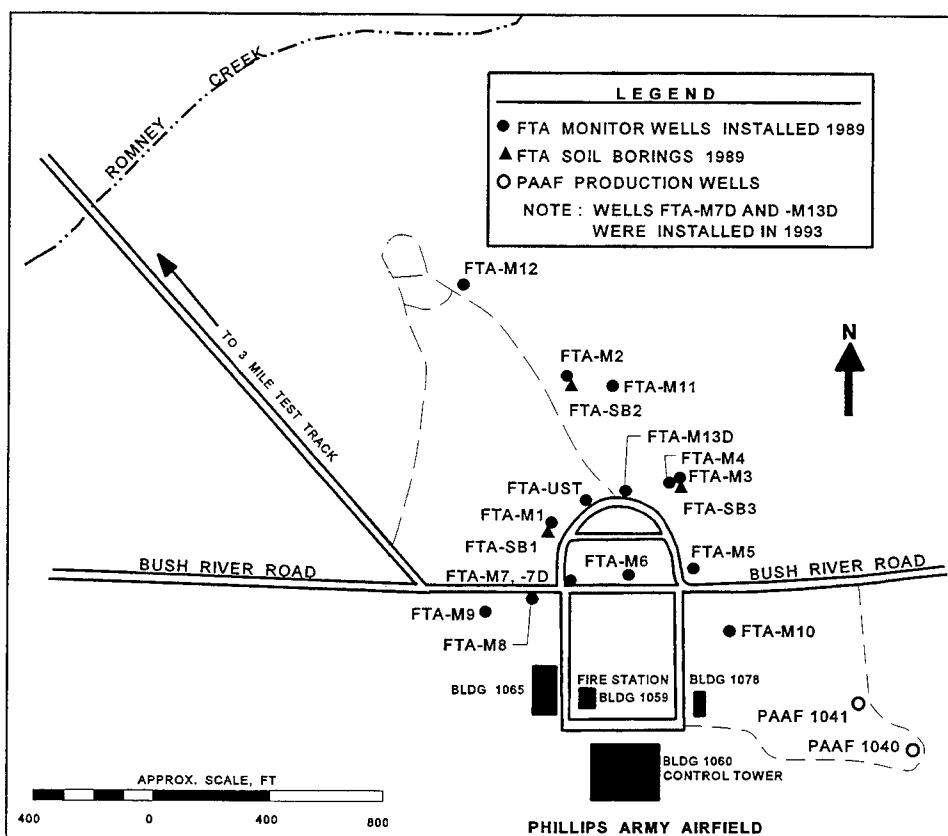 ROMNEY CREEK
LEGEND
FTA MONITOR WELLS INSTALLED 1989
FTA SOIL BORINGS 1989
PAAF PRODUCTION WELLS
NOTE : WELLS FTA-M7D AND -M13D
WERE INSTALLED IN 1993
FTA-M12
TO 3 MILE TEST TRACK
N
FTA-M2
FTA-M11
FTA-SB2
FTA-M13D
FTA-M4
FTA-M3
FTA-UST
FTA-SB3
FTA-M1
FTA-SB1
FTA-M6
FTA-M5
BUSH RIVER ROAD
FTA-M7, -7D
BUSH RIVER ROAD
FTA-M9
FTA-M8
FTA-M10
BLDG 1065
FIRE STATION
BLDG 1059
BLDG 1078
PAAF 1041
PAAF 1040
BLDG 1060
CONTROL TOWER
APPROX. SCALE, FT
400 0 400 800
PHILLIPS ARMY AIRFIELD